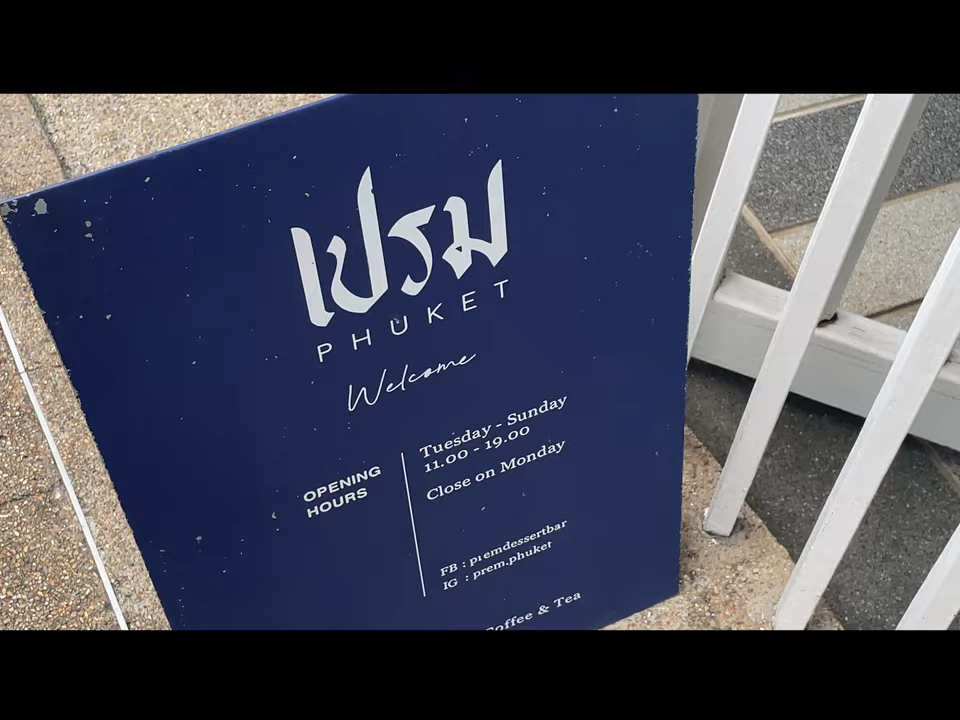 เปรม
PHUKET
Welcome
OPENING
HOURS
Tuesday - Sunday
11.00 - 19.00
Close on Monday
FB : premdessertbar
IG : prem.phuket
Coffee & Tea